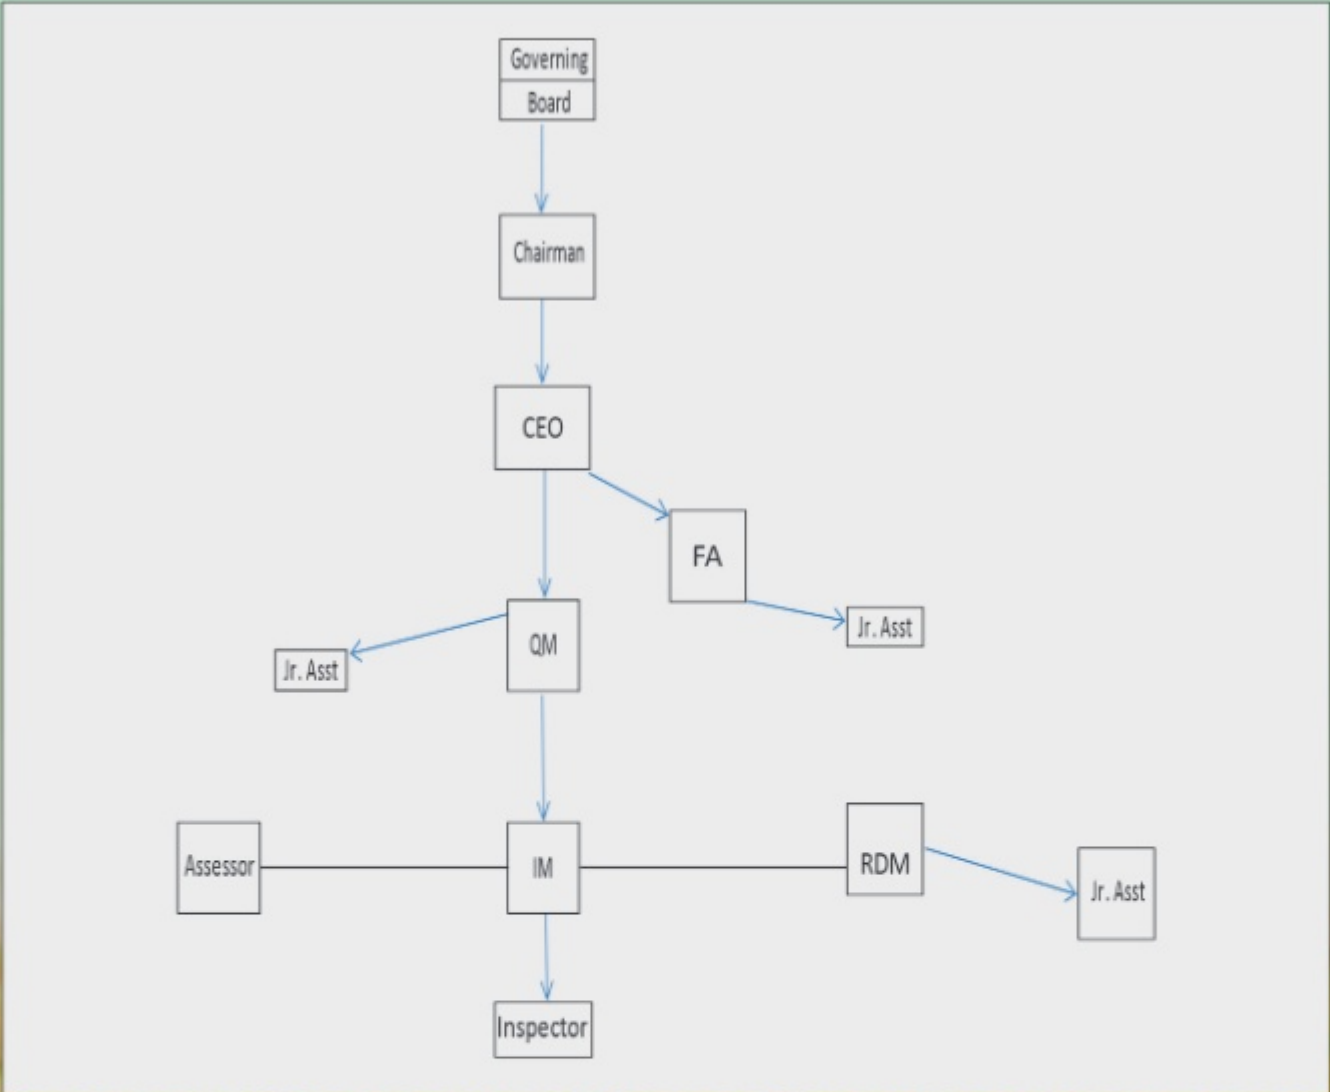 Governing
Board
Chairman
CEO
FA
Jr. Asst
QM
Jr. Asst
Assessor
IM
RDM
Jr. Asst
Inspector